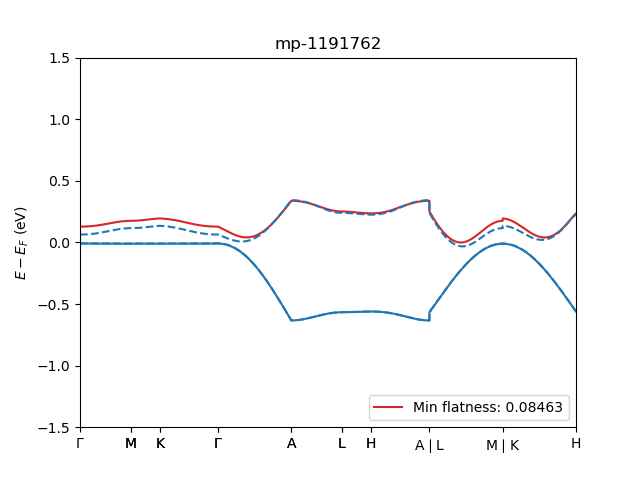 mp-1191762
1.5
1.0
0.5
0.0
−0.5
−1.0
−1.5
E − E_F (eV)
Min flatness: 0.08463
Γ M K Γ A L H A | L M | K H